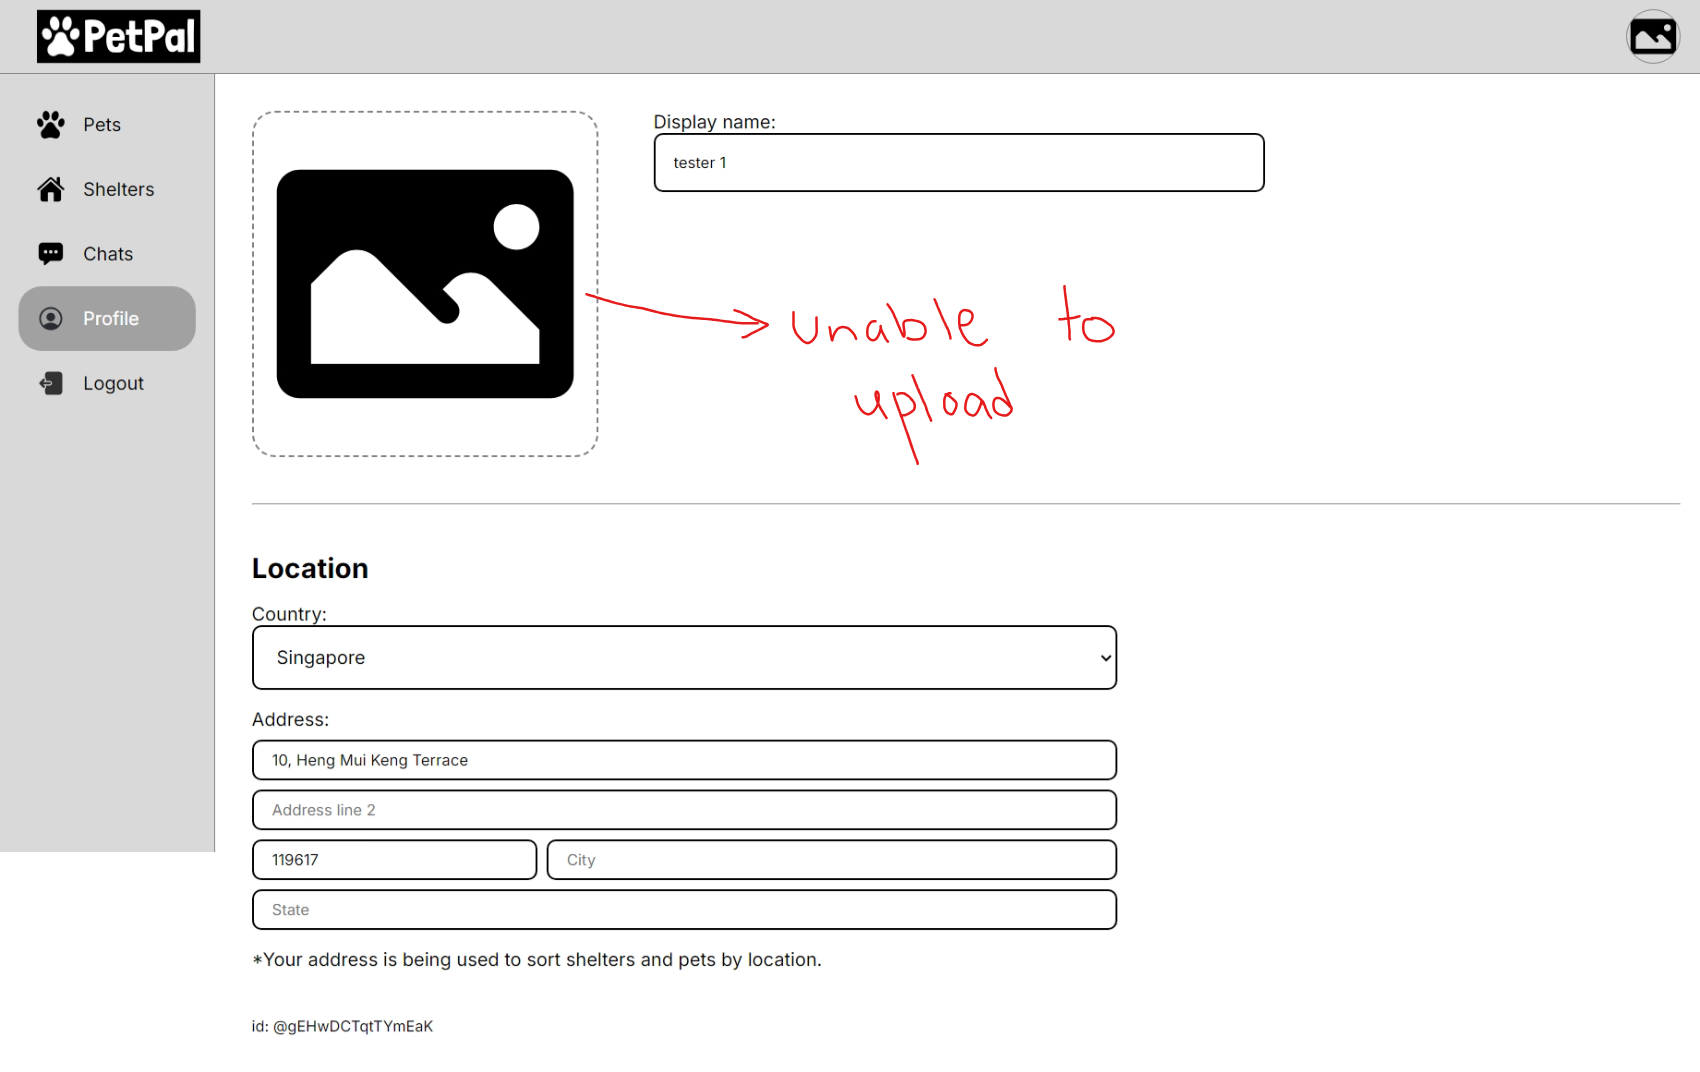 PetPal
Pets
Shelters
Chats
Profile
Logout
Display name:
tester 1
unable to
upload
Location
Country:
Singapore
Address:
10, Heng Mui Keng Terrace
Address line 2
119617
City
State
*Your address is being used to sort shelters and pets by location.
id: @gEHwDCTqtTYmEaK